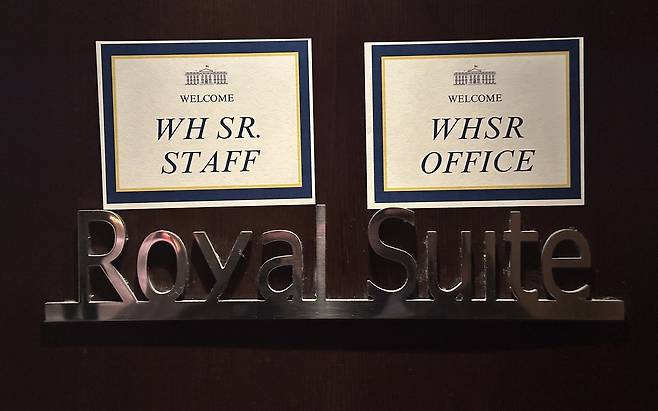 WELCOME
WH SR.
STAFF
WELCOME
WHSR
OFFICE
Royal Suite